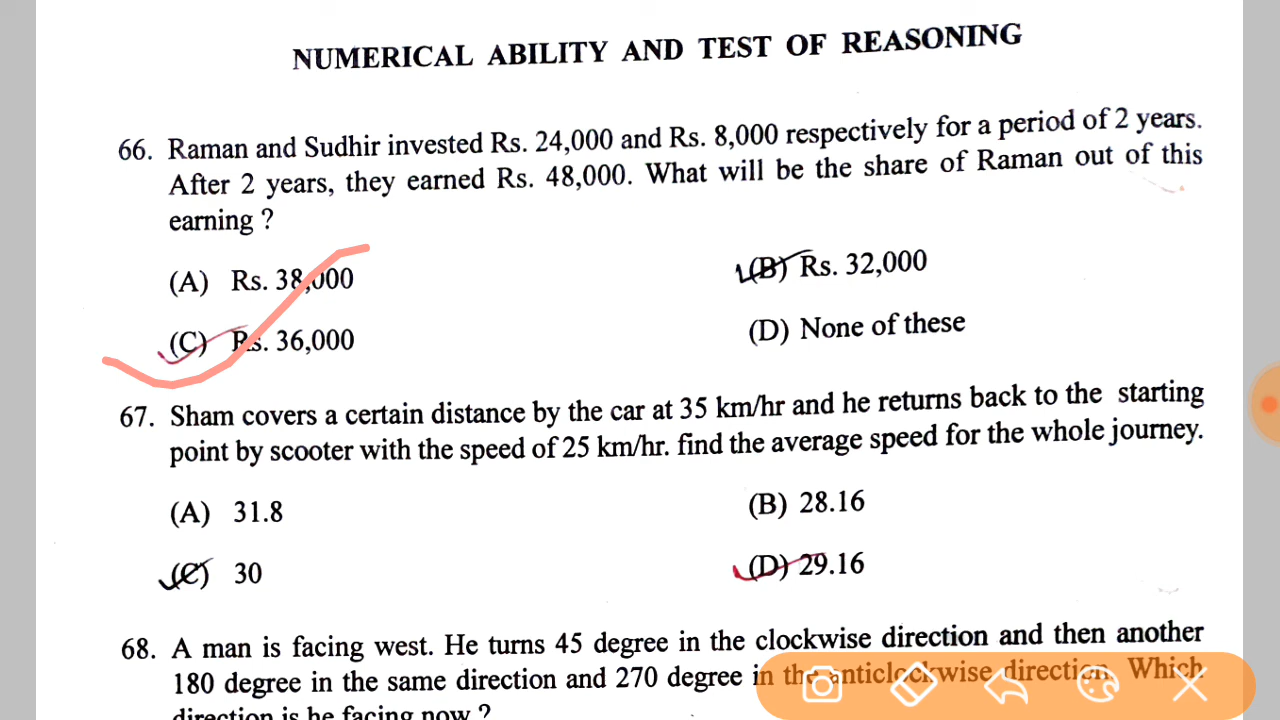 NUMERICAL ABILITY AND TEST OF REASONING
66. Raman and Sudhir invested Rs. 24,000 and Rs. 8,000 respectively for a period of 2 years.
After 2 years, they earned Rs. 48,000. What will be the share of Raman out of this
earning ?
(A) Rs. 38,000 (B) Rs. 32,000
(C) Rs. 36,000 (D) None of these
67. Sham covers a certain distance by the car at 35 km/hr and he returns back to the starting
point by scooter with the speed of 25 km/hr. find the average speed for the whole journey.
(A) 31.8 (B) 28.16
(C) 30 (D) 29.16
68. A man is facing west. He turns 45 degree in the clockwise direction and then another
180 degree in the same direction and 270 degree in the anticlockwise direction. Which
direction is he facing now ?